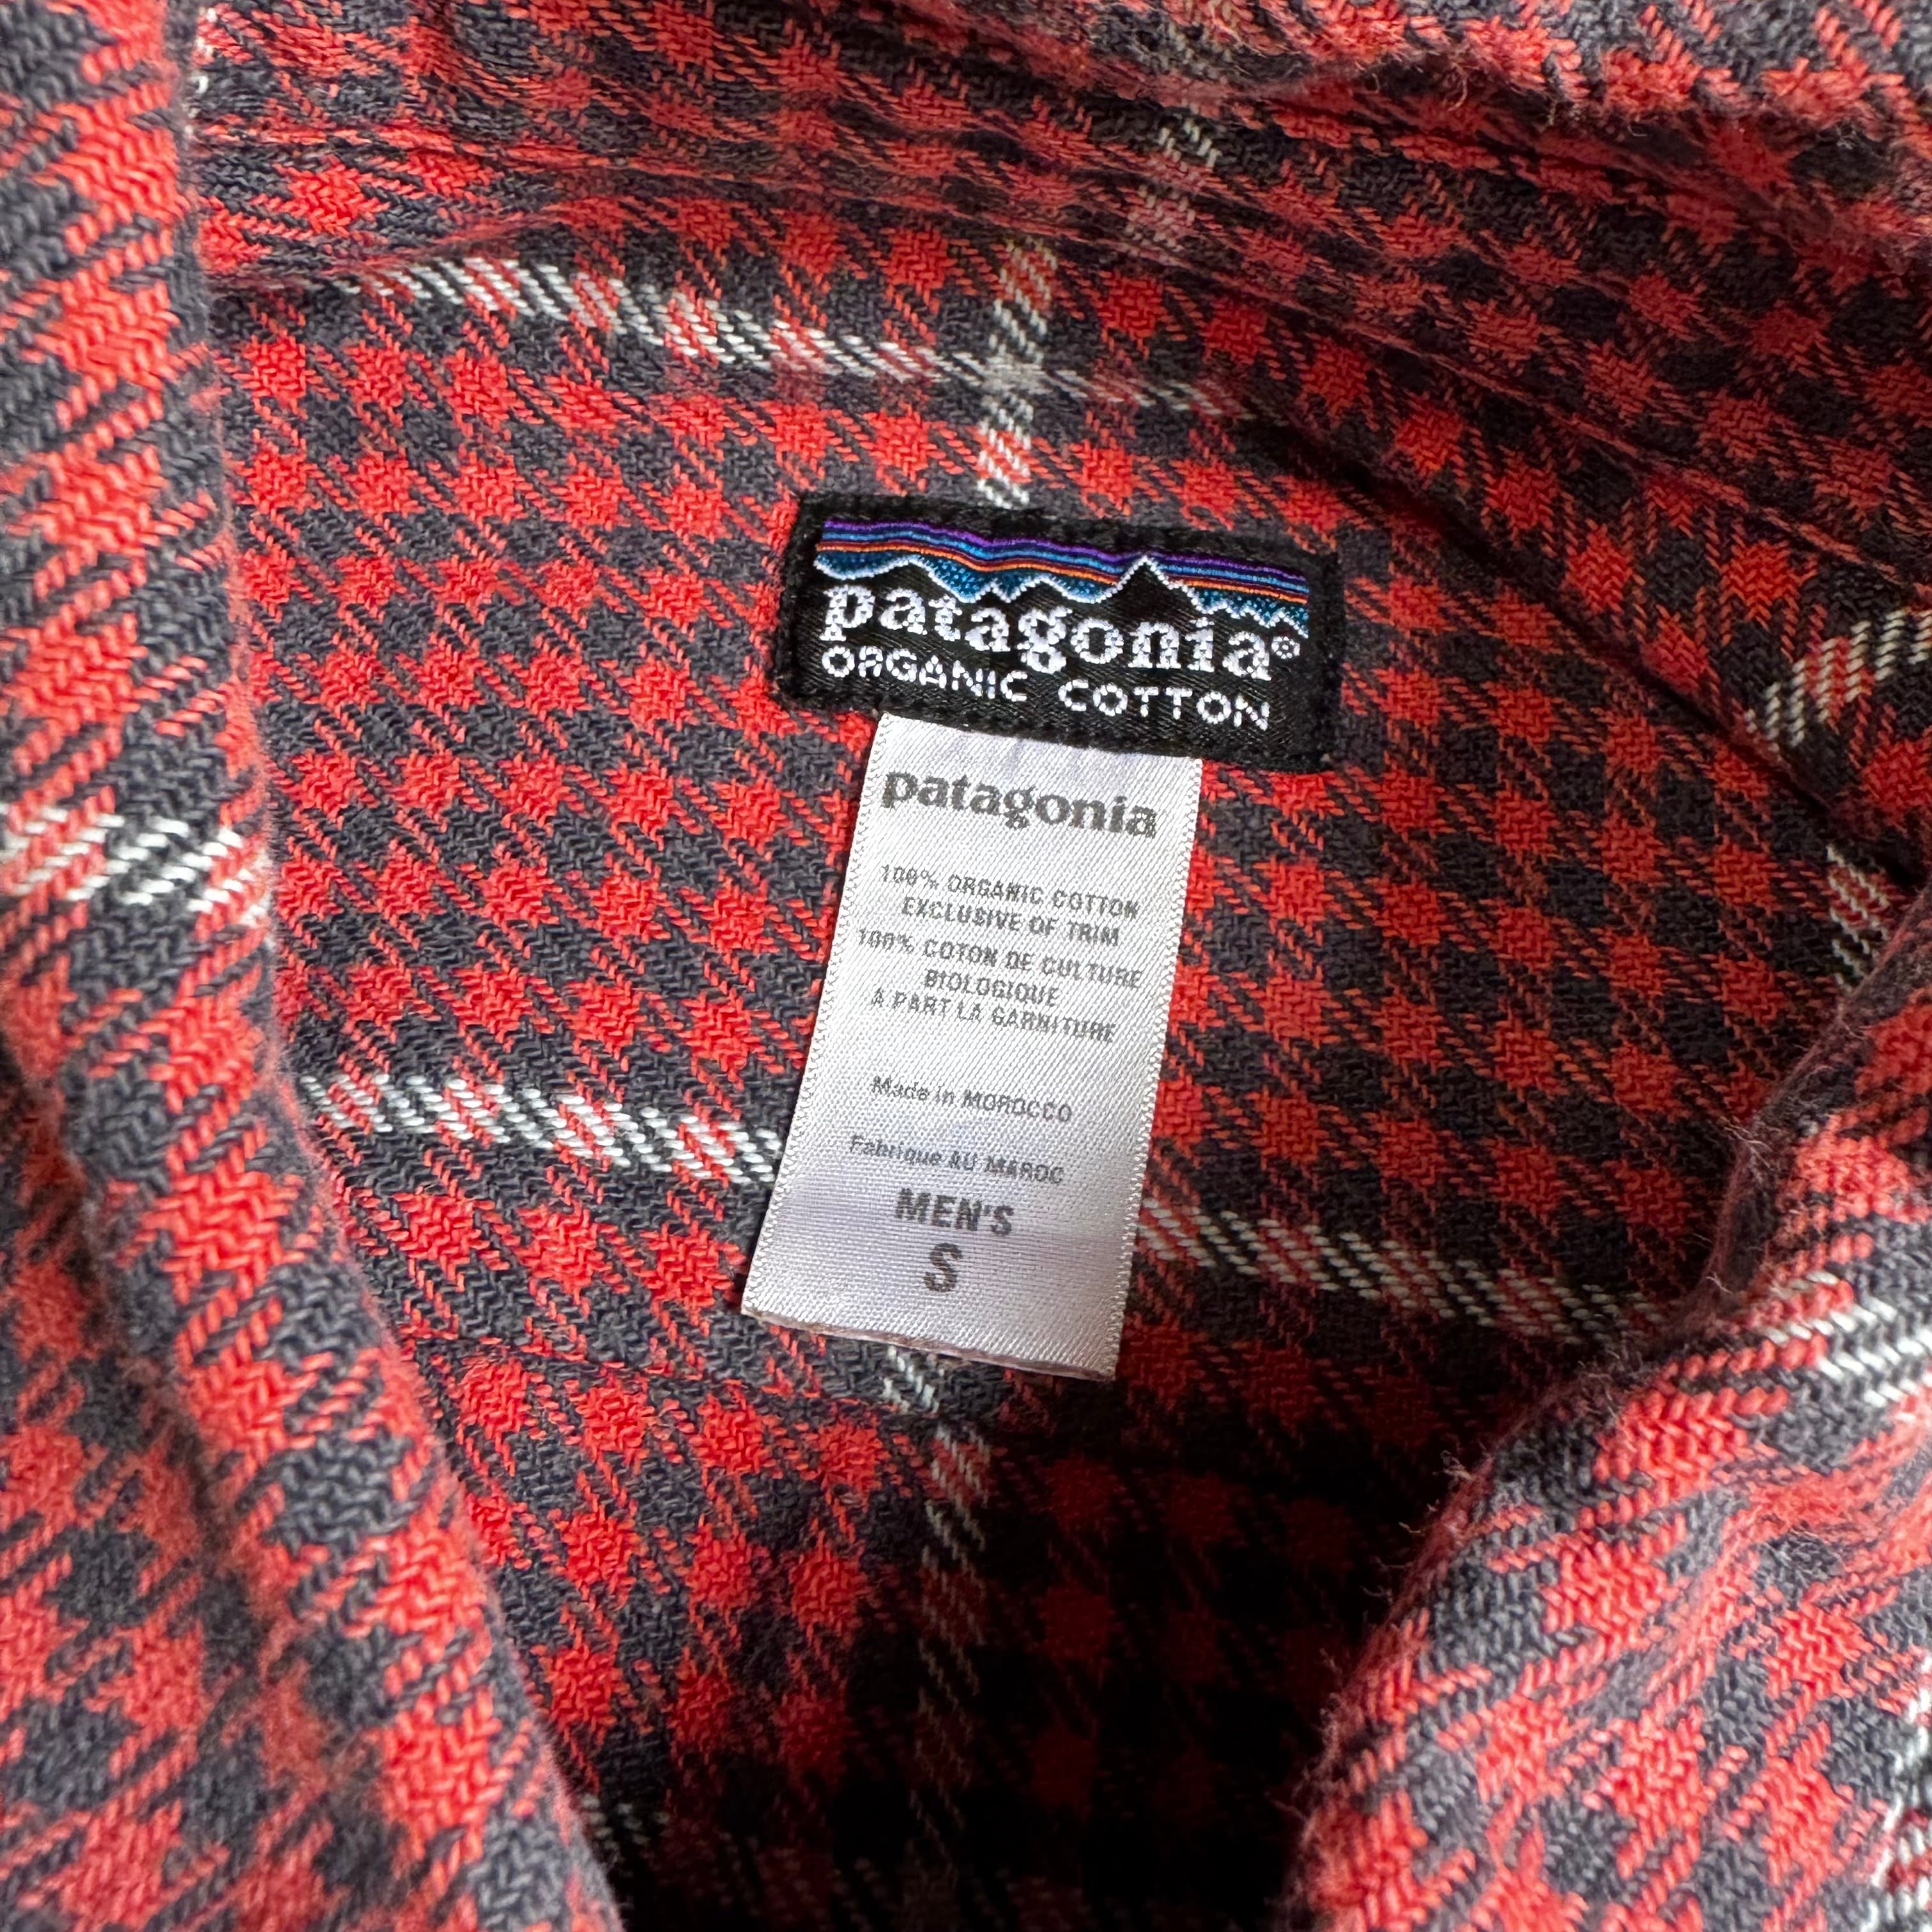 patagonia®
ORGANIC COTTON
patagonia
100% ORGANIC COTTON
EXCLUSIVE OF TRIM
100% COTON DE CULTURE
BIOLOGIQUE
A PART LA GARNITURE
Made in MOROCCO
Fabrique AU MAROC
MEN'S
S